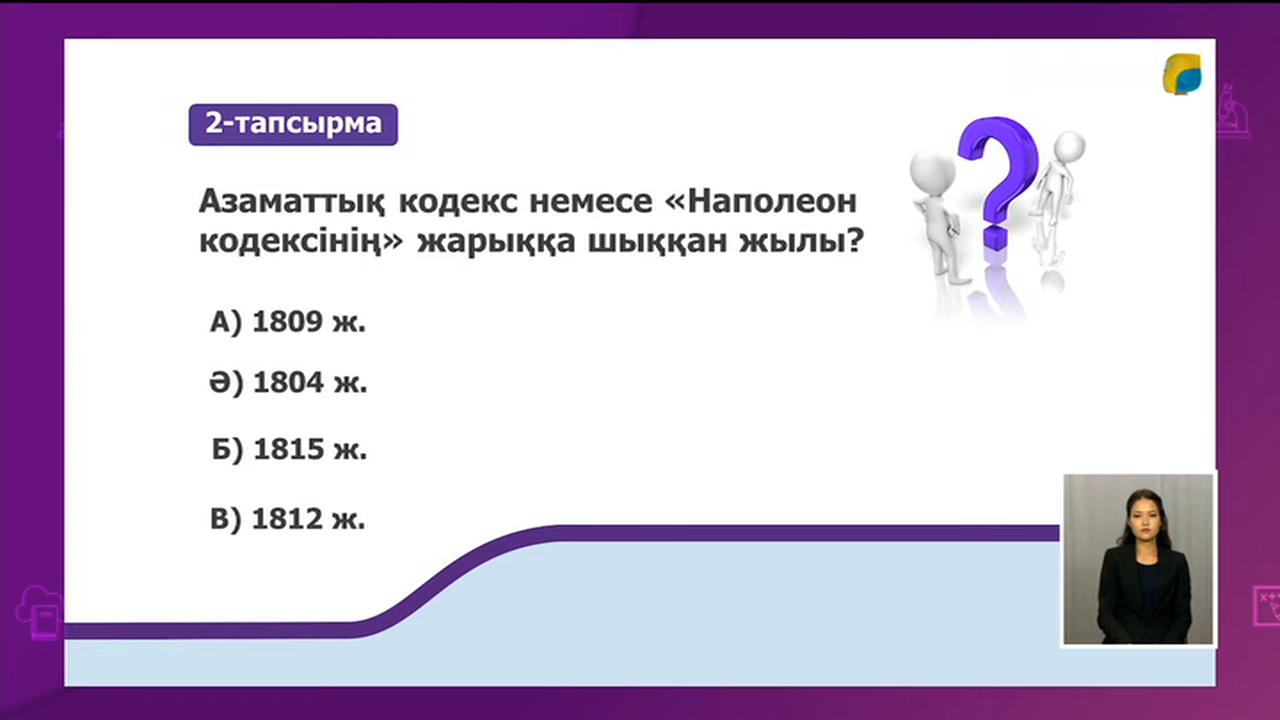 2-тапсырма
Азаматтық кодекс немесе «Наполеон
кодексінің» жарыққа шыққан жылы?
А) 1809 ж.
Ә) 1804 ж.
Б) 1815 ж.
В) 1812 ж.